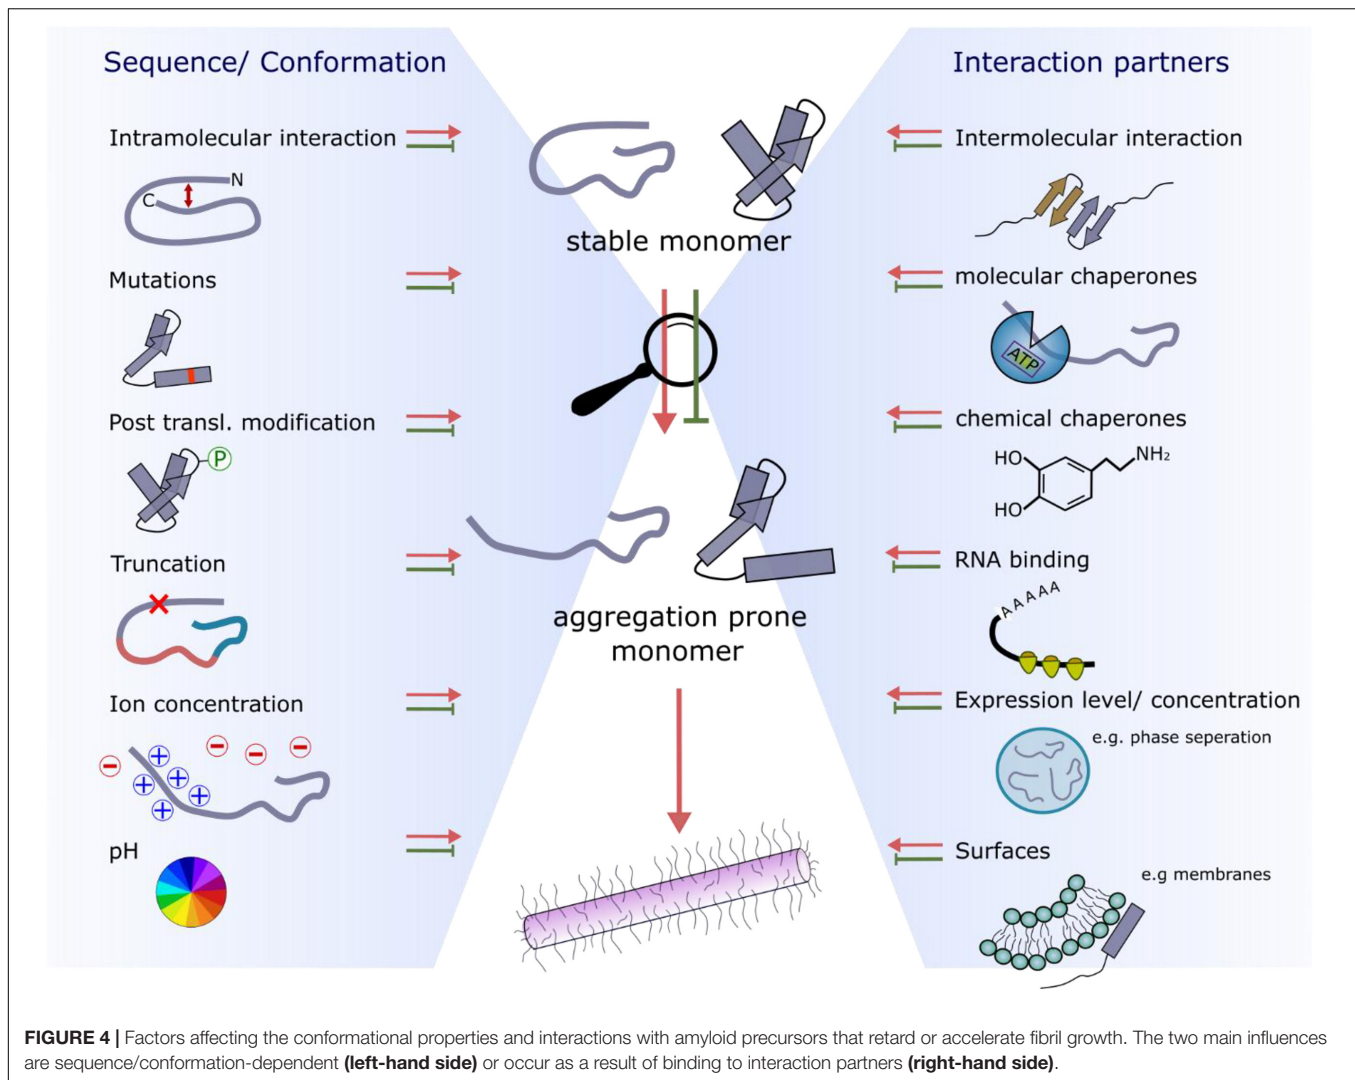 Sequence/ Conformation
Intramolecular interaction
N
C
Mutations
Post transl. modification
P
Truncation
Ion concentration
pH
stable monomer
aggregation prone
monomer
Interaction partners
Intermolecular interaction
molecular chaperones
ATP
chemical chaperones
HO
NH₂
HO
RNA binding
AAAAA
Expression level/ concentration
e.g. phase seperation
Surfaces
e.g membranes
FIGURE 4 | Factors affecting the conformational properties and interactions with amyloid precursors that retard or accelerate fibril growth. The two main influences
are sequence/conformation-dependent (left-hand side) or occur as a result of binding to interaction partners (right-hand side).